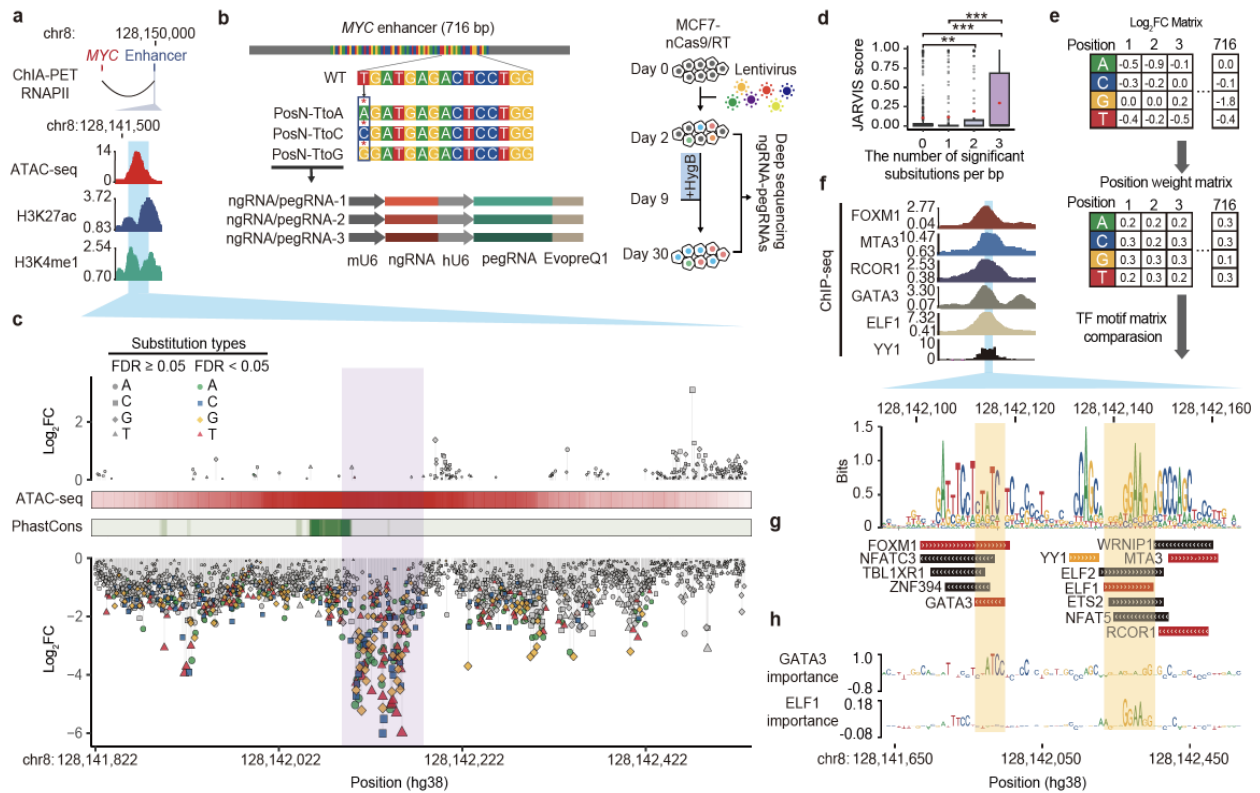 a
chr8:
128,150,000
MYC Enhancer
ChIA-PET
RNAPII
chr8:128,141,500
ATAC-seq
14
0
H3K27ac
3.72
0.83
H3K4me1
2.54
0.70
b
MYC enhancer (716 bp)
WT
TGATGAGACTCCTGG
PosN-TtoA
AGATGAGACTCCTGG
PosN-TtoC
CGATGAGACTCCTGG
PosN-TtoG
GGATGAGACTCCTGG
ngRNA/pegRNA-1
ngRNA/pegRNA-2
ngRNA/pegRNA-3
mU6 ngRNA hU6 pegRNA EvopreQ1
MCF7-
nCas9/RT
Day 0
Lentivirus
Day 2
+HygB
Day 9
Day 30
Deep sequencing
ngRNA-pegRNAs
c
Substitution types
FDR ≥ 0.05 FDR < 0.05
A A
C C
G G
T T
Log2FC
2
0
ATAC-seq
PhastCons
Log2FC
0
−2
−4
−6
chr8: 128,141,822 128,142,022 128,142,222 128,142,422
Position (hg38)
d
***
***
**
JARVIS score
1.00
0.75
0.50
0.25
0.00
0 1 2 3
The number of significant
subsitutions per bp
e
Log2FC Matrix
Position 1 2 3 716
A -0.5 -0.9 -0.1 0.0
C -0.3 -0.2 0.0 ... -0.1
G 0.0 0.0 0.2 -1.8
T -0.4 -0.2 -0.5 -0.4
Position weight matrix
Position 1 2 3 716
A 0.2 0.2 0.2 0.3
C 0.3 0.3 0.3 ... 0.3
G 0.3 0.3 0.3 0.1
T 0.2 0.3 0.2 0.3
TF motif matrix
comparasion
f
ChIP-seq
FOXM1
2.77
0.04
MTA3
10.47
0.63
RCOR1
2.53
0.38
GATA3
3.30
0.07
ELF1
7.32
0.41
YY1
10
0
128,142,100 128,142,120 128,142,140 128,142,160
Bits
1.5
1.0
0.5
0
g
FOXM1
NFATC3
TBL1XR1
ZNF394
GATA3
WRNIP1
YY1 MTA3
ELF2
ELF1
ETS2
NFAT5
RCOR1
h
GATA3
importance
1.0
-0.8
ELF1
importance
0.18
-0.08
chr8: 128,141,650 128,142,050 128,142,450
Position (hg38)